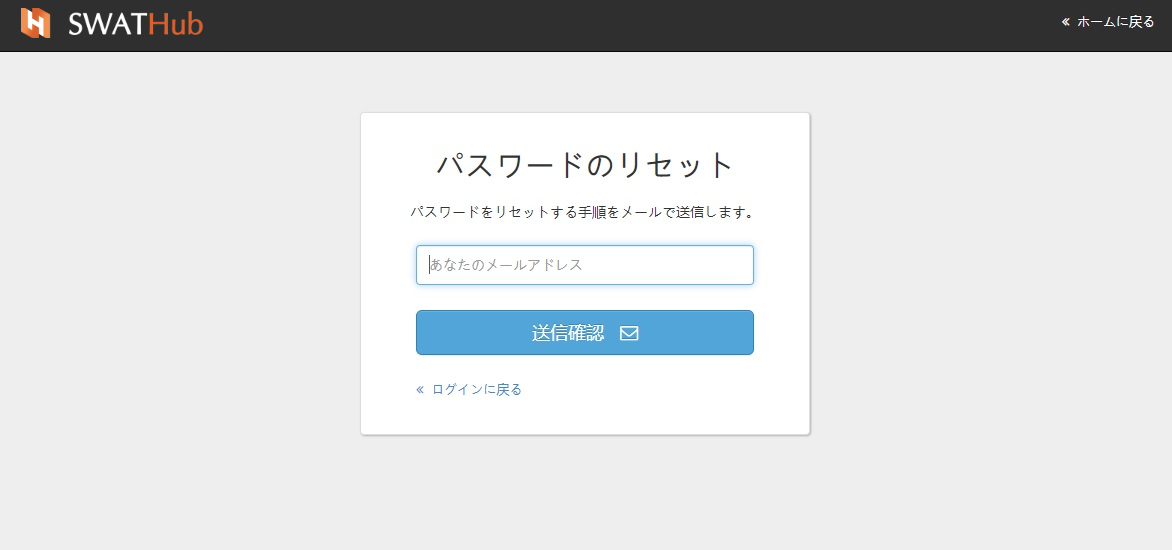 SWATHub
« ホームに戻る
パスワードのリセット
パスワードをリセットする手順をメールで送信します。
あなたのメールアドレス
送信確認
« ログインに戻る